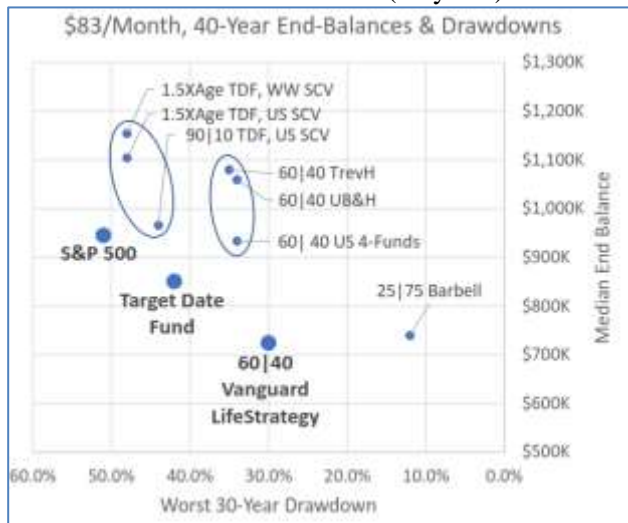 $83/Month, 40-Year End-Balances & Drawdowns
$1,300K
1.5XAge TDF, WW SCV
$1,200K
1.5XAge TDF, US SCV
90|10 TDF, US SCV
$1,100K
60|40 TrevH
60|40 UB&H
$1,000K
60| 40 US 4-Funds
S&P 500
$900K
25|75 Barbell
Target Date
Fund
$800K
60|40
Vanguard
LifeStrategy
$700K
$600K
$500K
Median End Balance
60.0%
50.0%
40.0%
30.0%
20.0%
10.0%
0.0%
Worst 30-Year Drawdown